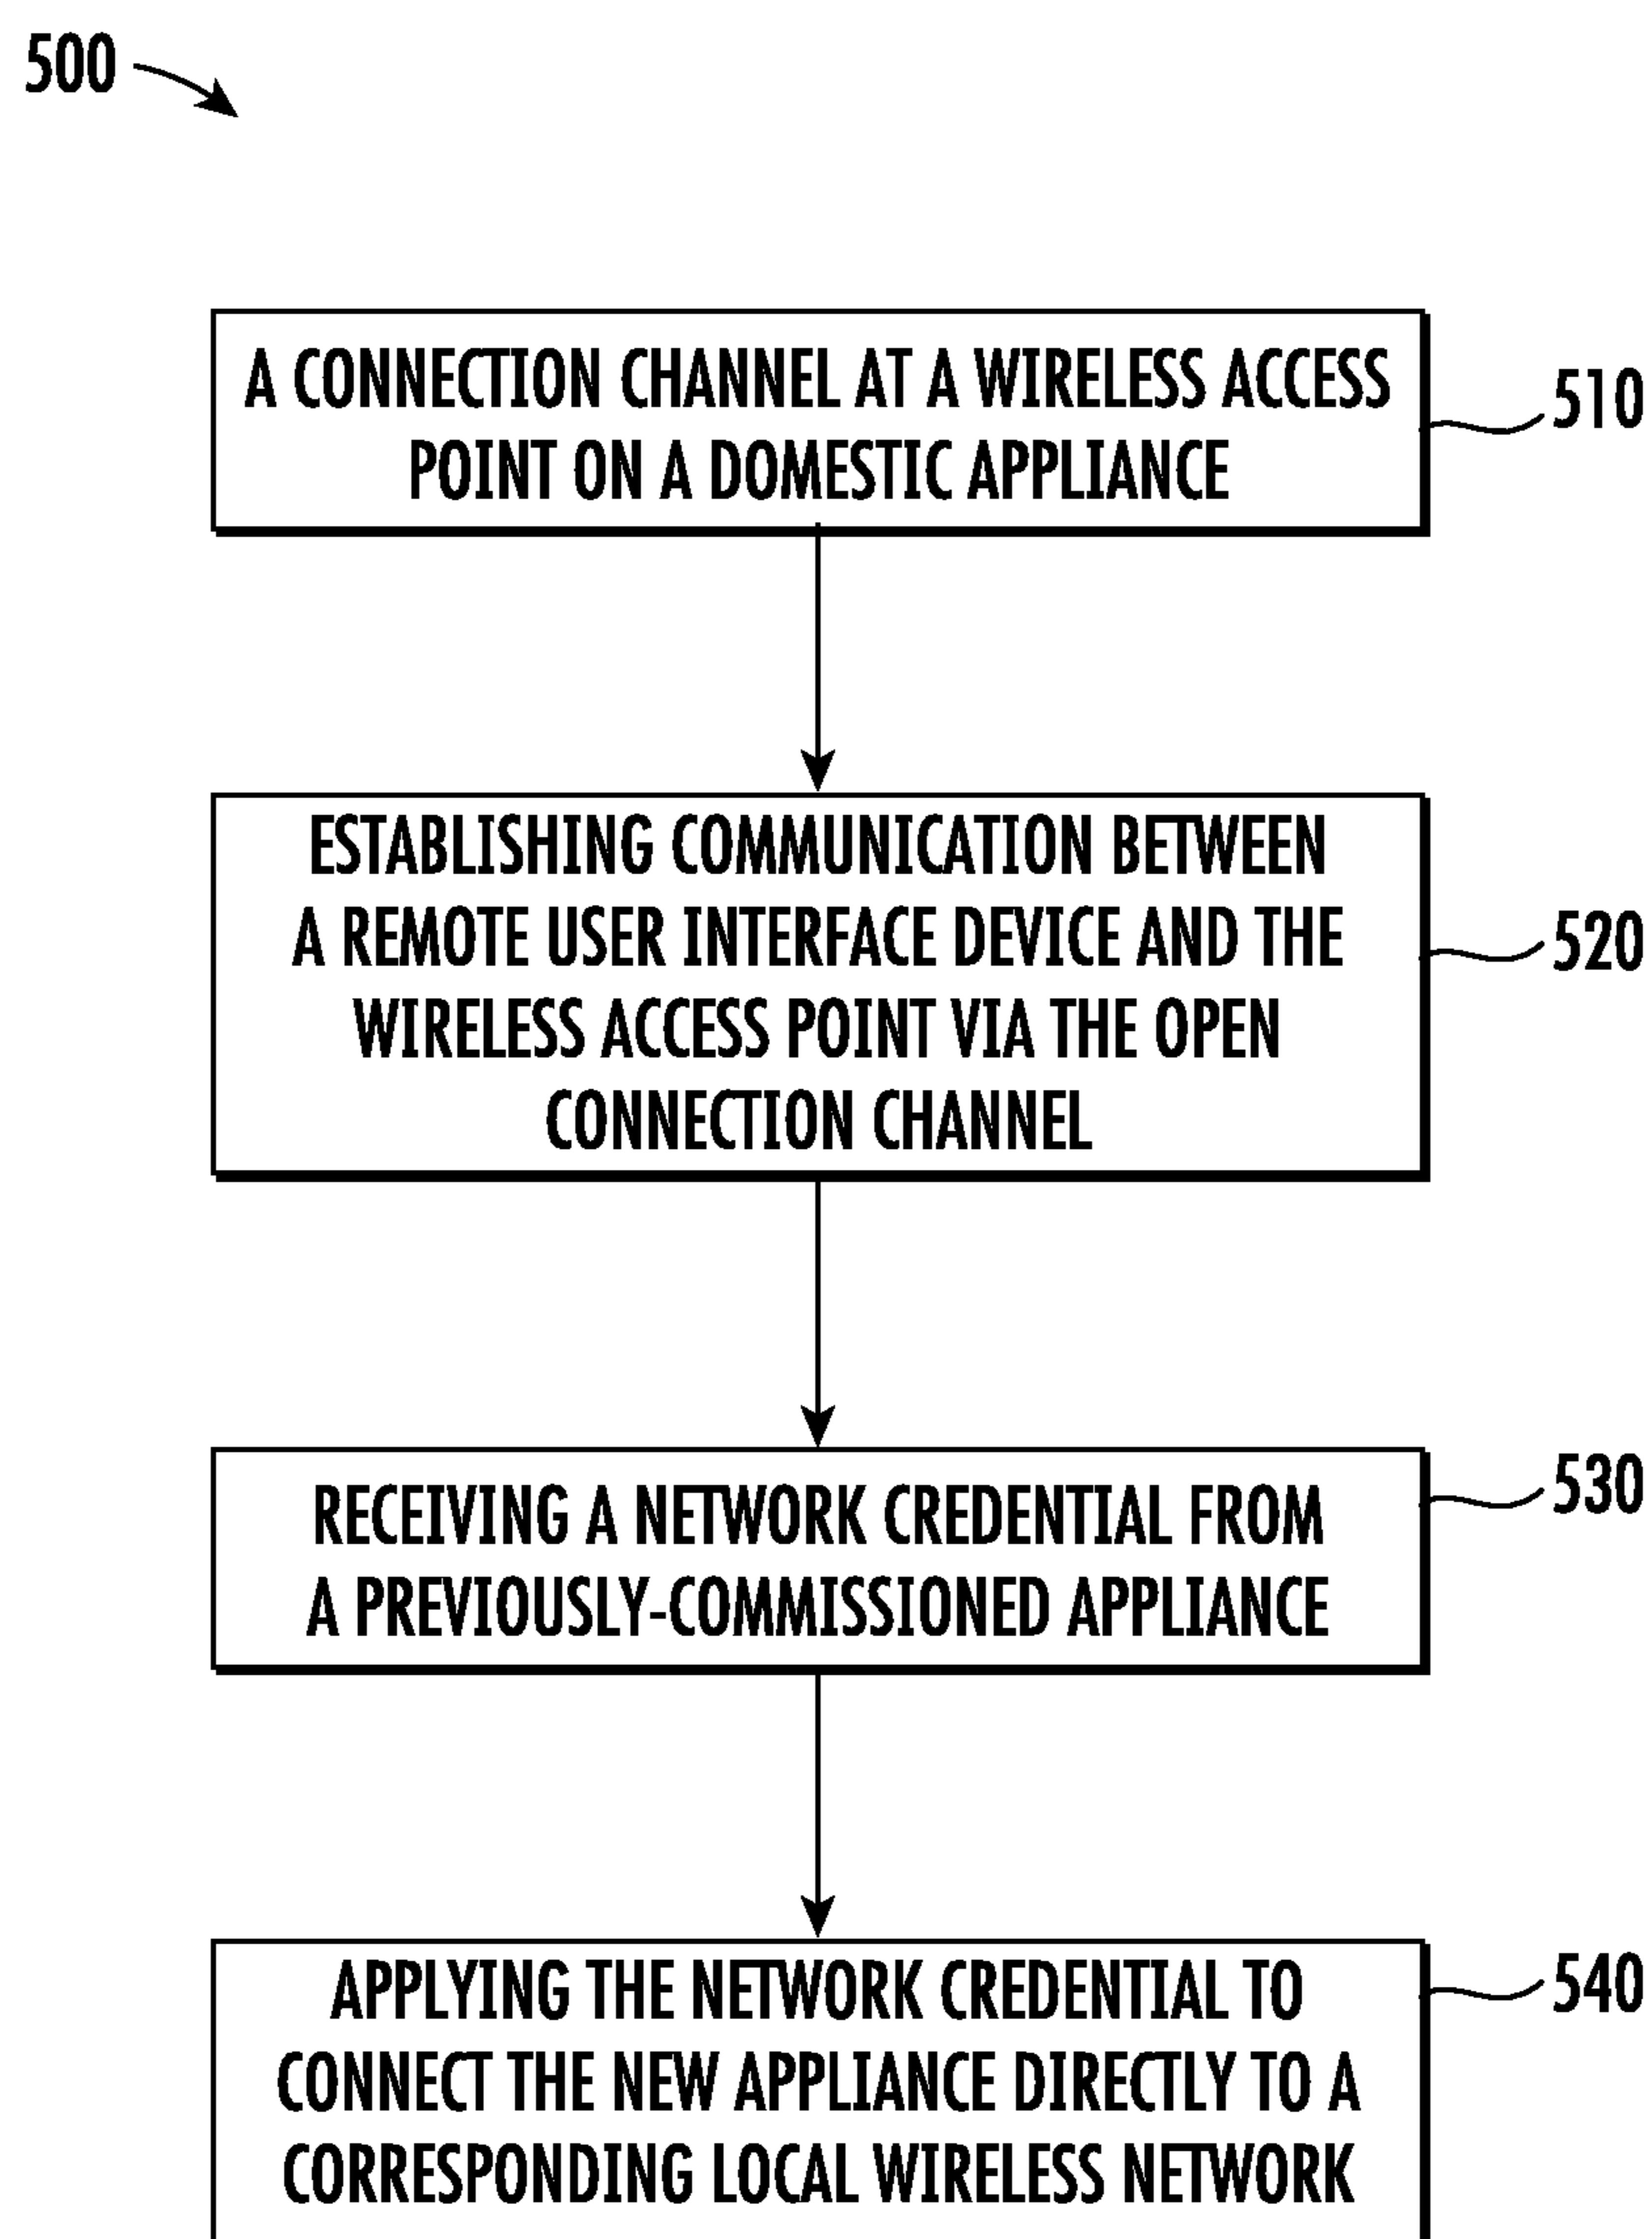 500
A CONNECTION CHANNEL AT A WIRELESS ACCESS
POINT ON A DOMESTIC APPLIANCE
510
ESTABLISHING COMMUNICATION BETWEEN
A REMOTE USER INTERFACE DEVICE AND THE
WIRELESS ACCESS POINT VIA THE OPEN
CONNECTION CHANNEL
520
RECEIVING A NETWORK CREDENTIAL FROM
A PREVIOUSLY-COMMISSIONED APPLIANCE
530
APPLYING THE NETWORK CREDENTIAL TO
CONNECT THE NEW APPLIANCE DIRECTLY TO A
CORRESPONDING LOCAL WIRELESS NETWORK
540